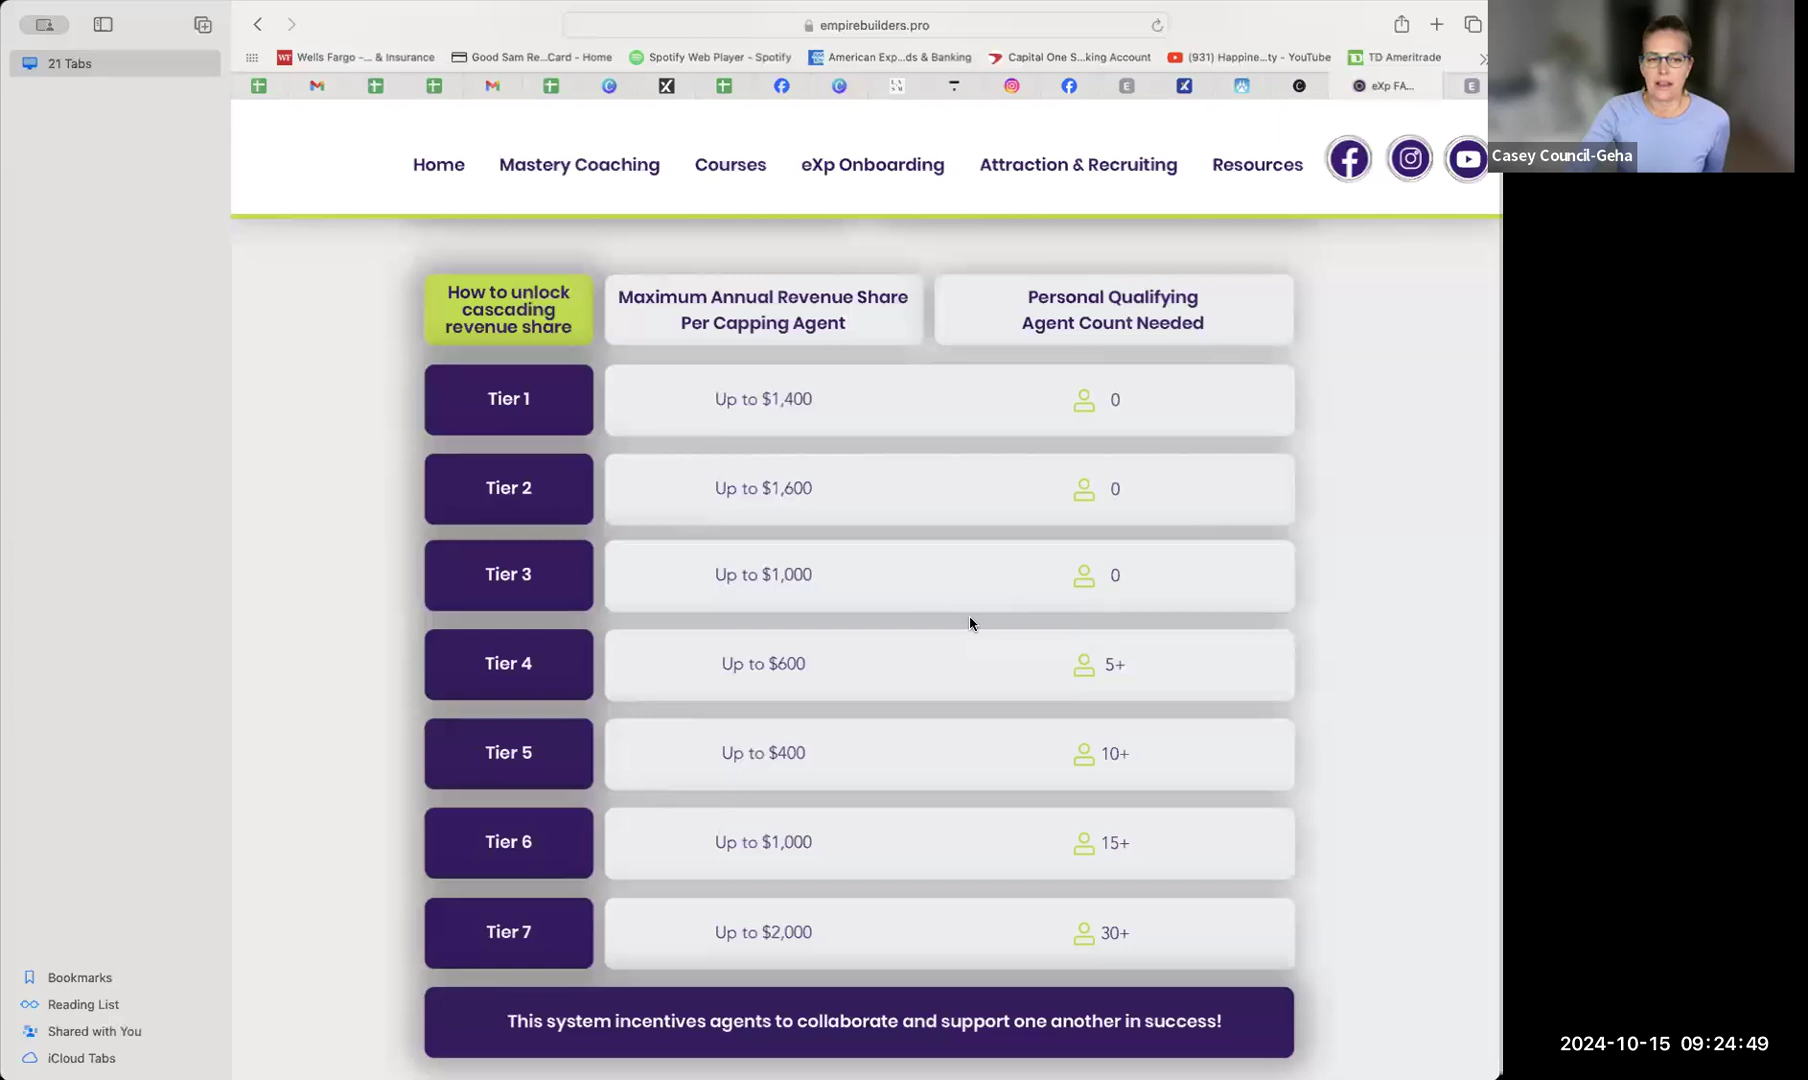 empirebuilders.pro
21 Tabs
Wells Fargo -... & Insurance
Good Sam Re...Card - Home
Spotify Web Player - Spotify
American Exp...ds & Banking
Capital One S...king Account
(931) Happine...ty - YouTube
TD Ameritrade
eXp FA...
Casey Council-Geha
Home
Mastery Coaching
Courses
eXp Onboarding
Attraction & Recruiting
Resources
How to unlock
cascading
revenue share
Maximum Annual Revenue Share
Per Capping Agent
Personal Qualifying
Agent Count Needed
Tier 1
Up to $1,400
0
Tier 2
Up to $1,600
0
Tier 3
Up to $1,000
0
Tier 4
Up to $600
5+
Tier 5
Up to $400
10+
Tier 6
Up to $1,000
15+
Tier 7
Up to $2,000
30+
This system incentives agents to collaborate and support one another in success!
Bookmarks
Reading List
Shared with You
iCloud Tabs
2024-10-15 09:24:49